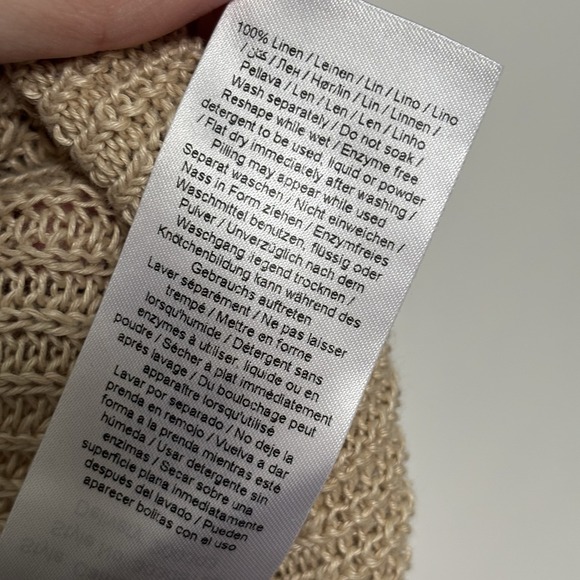 100% Linen / Leinen / Lin / Lino / Lino
/ كتان / Лен / Həтлін / Lin / Linnen /
Pellava / Len / Len / Len / Linho
Wash separately / Do not soak /
Reshape while wet / Enzyme free
detergent to be used, liquid or powder
/ Flat dry immediately after washing /
Pilling may appear while used
Separat waschen / Nicht einweichen /
Nass in Form ziehen / Enzymfreies
Waschmittel benutzen, flüssig oder
Pulver / Unverzüglich nach dem
Waschgang liegend trocknen /
Knötchenbildung kann während des
Gebrauchs auftreten
Laver séparément / Ne pas laisser
trempé / Mettre en forme
lorsqu'humide / Détergent sans
enzymes à utiliser, liquide ou en
poudre / Sécher à plat immédiatement
après lavage / Du boulochage peut
apparaître lorsqu'utilisé
Lavar por separado / No deje la
prenda en remojo / Vuelva a dar
forma a la prenda mientras esté
húmeda / Usar detergente sin
enzimas / Secar sobre una
superficie plana inmediatamente
después del lavado / Pueden
aparecer bolitas con el uso